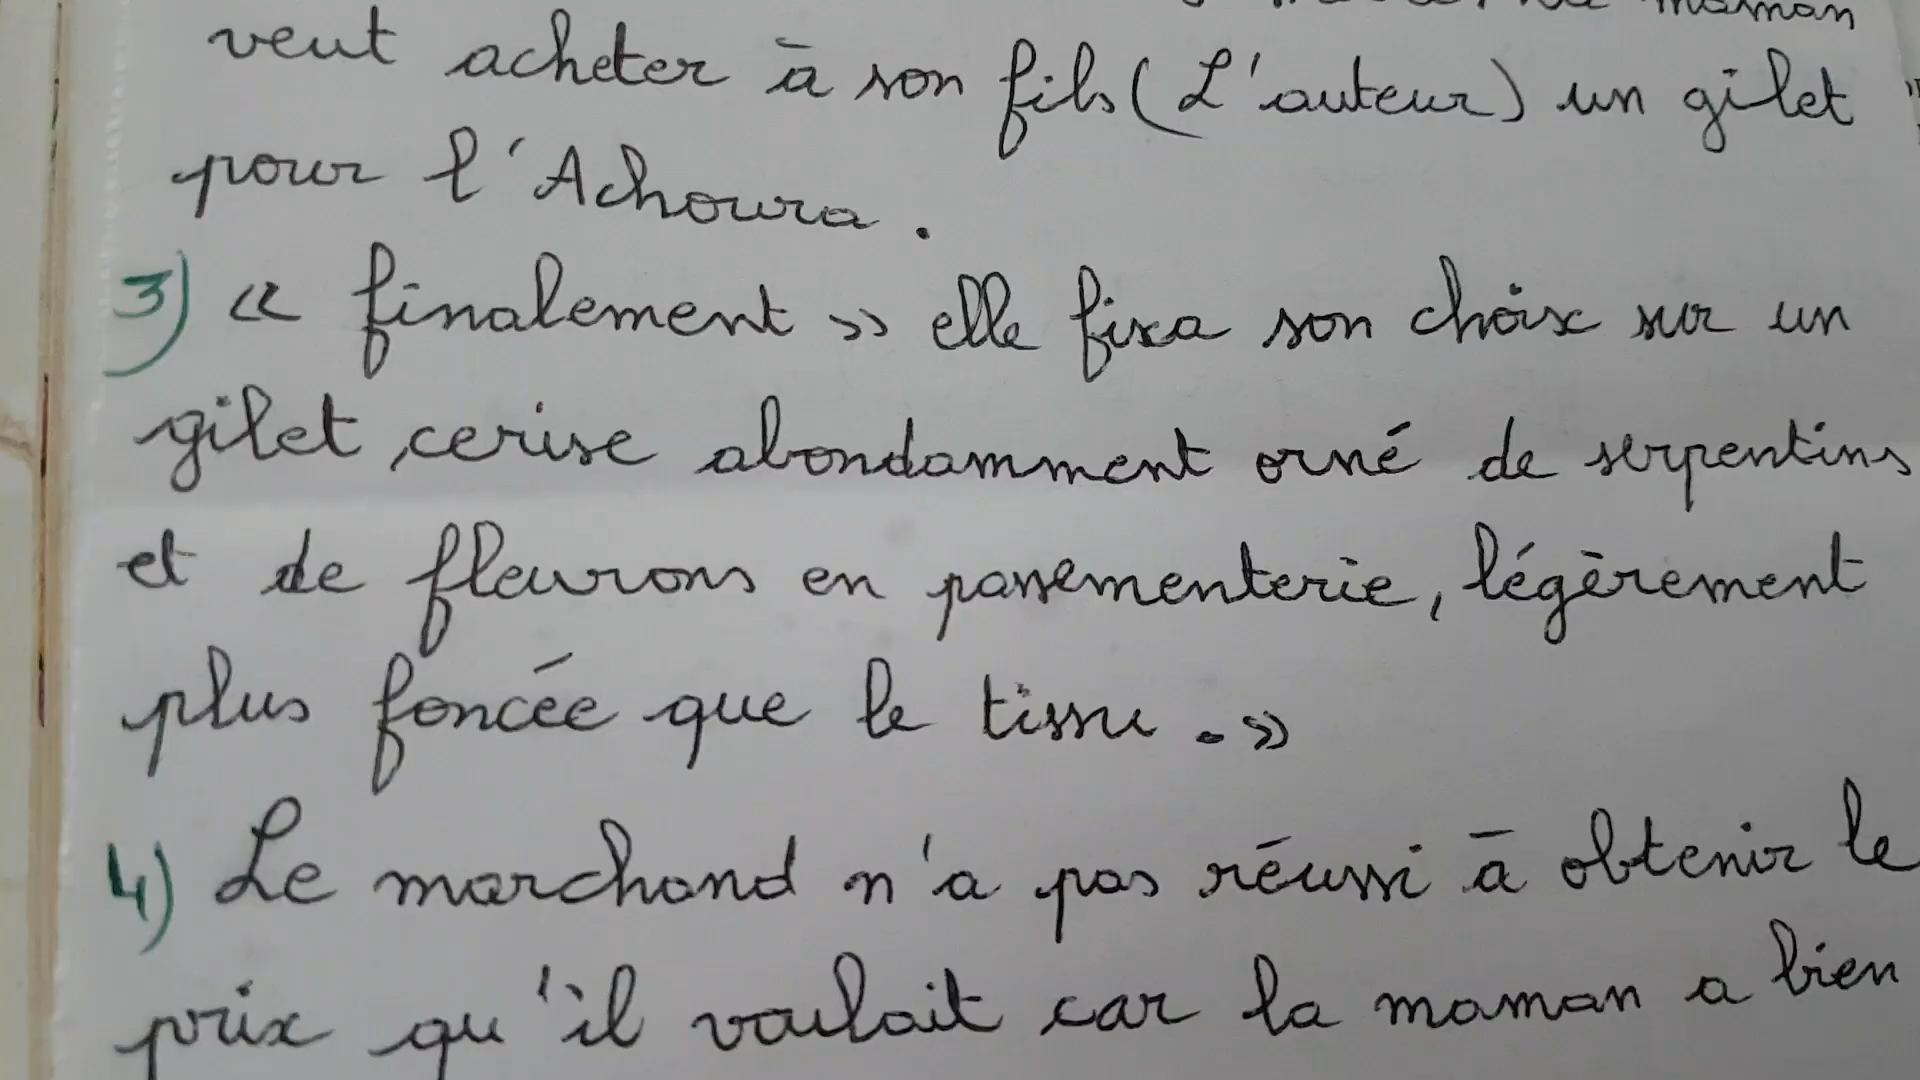 maman
veut acheter à son fils (L'auteur) un gilet
pour l'Achoura.
3) « finalement » elle fixa son choix sur un
gilet, cerise abondamment orné de serpentins
et de fleurons en passementerie, légèrement
plus foncée que le tissu. »
4) Le marchand n'a pas réussi à obtenir le
prix qu'il voulait car la maman a bien